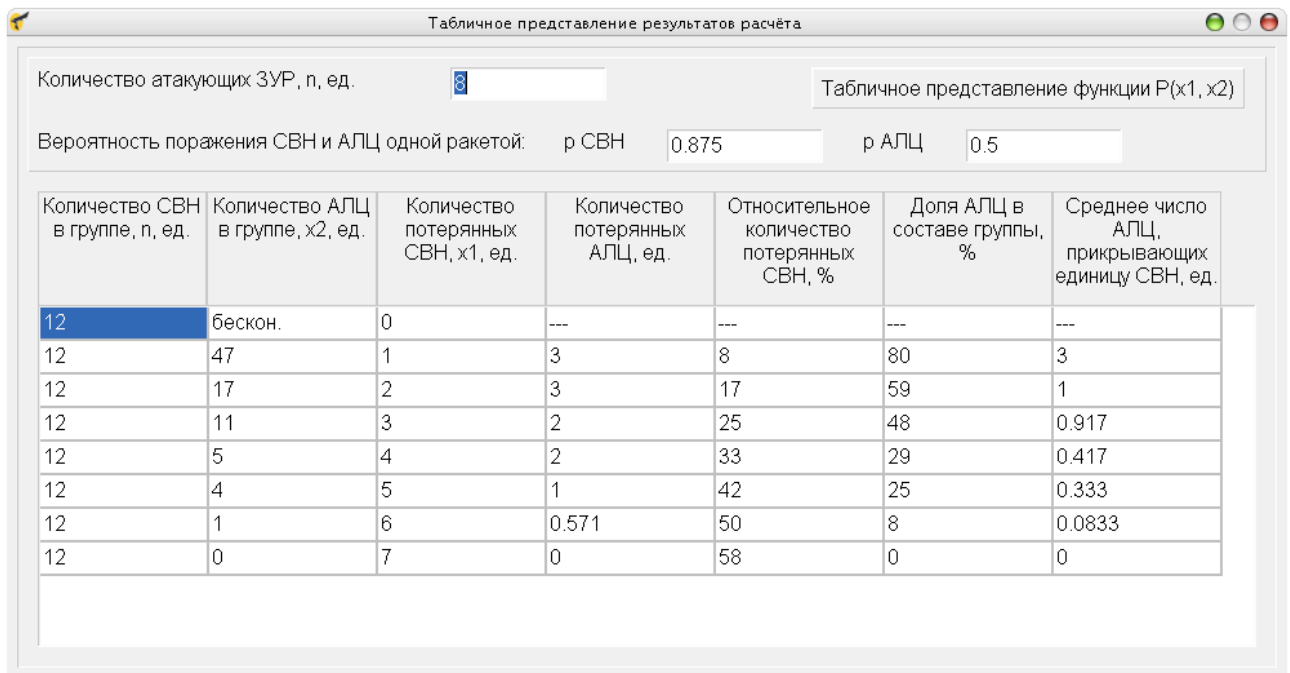 Табличное представление результатов расчёта
Количество атакующих ЗУР, n, ед. 8 Табличное представление функции P(x1, x2)
Вероятность поражения СВН и АЛЦ одной ракетой: p СВН 0.875 p АЛЦ 0.5
Количество СВН Количество АЛЦ Количество Количество Относительное Доля АЛЦ в Среднее число
в группе, n, ед. в группе, x2, ед. потерянных потерянных количество составе группы, АЛЦ,
СВН, x1, ед. АЛЦ, ед. потерянных % прикрывающих
СВН, % единицу СВН, ед.
12 бескон. 0 --- --- --- ---
12 47 1 3 8 80 3
12 17 2 3 17 59 1
12 11 3 2 25 48 0.917
12 5 4 2 33 29 0.417
12 4 5 1 42 25 0.333
12 1 6 0.571 50 8 0.0833
12 0 7 0 58 0 0